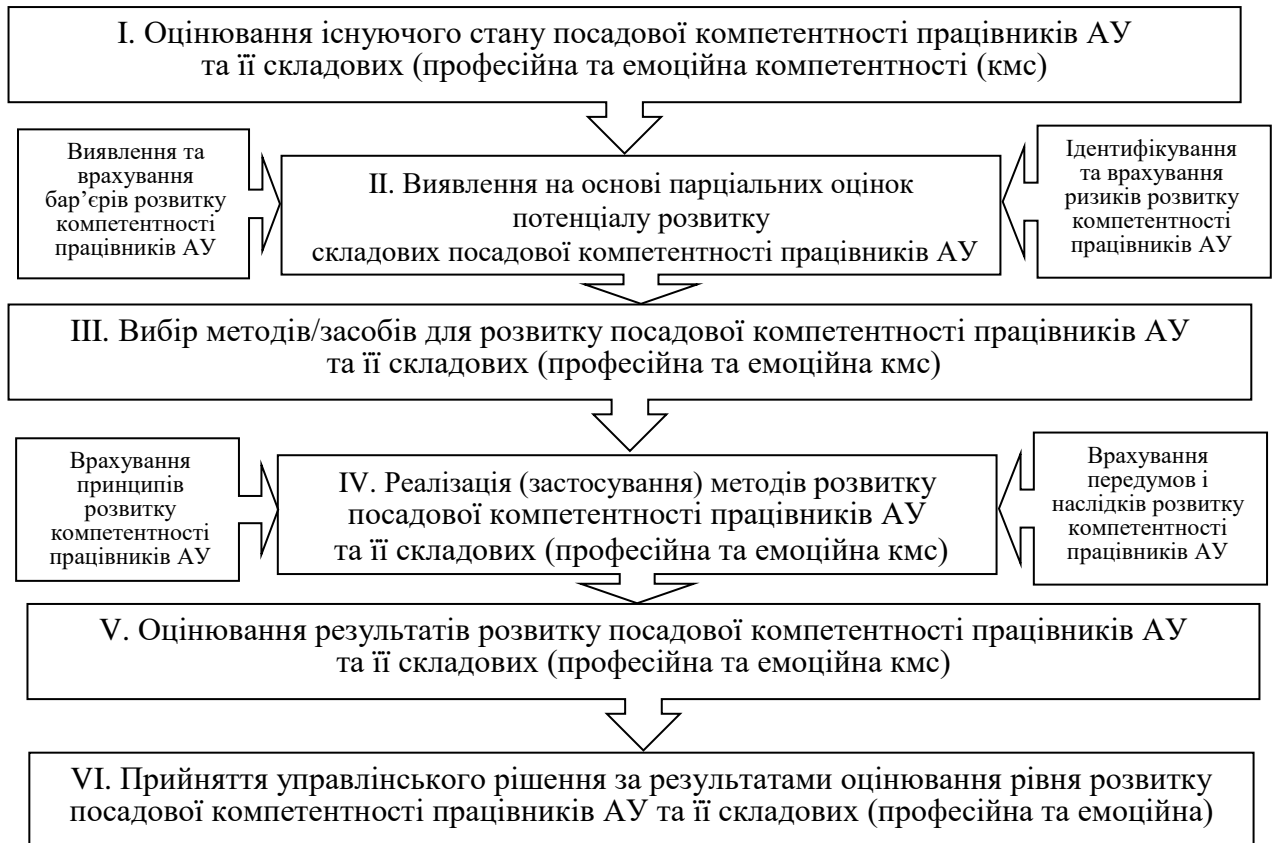 І. Оцінювання існуючого стану посадової компетентності працівників АУ
та її складових (професійна та емоційна компетентності (кмс)
Виявлення та
врахування
бар’єрів розвитку
компетентності
працівників АУ
ІІ. Виявлення на основі парціальних оцінок
потенціалу розвитку
складових посадової компетентності працівників АУ
Ідентифікування
та врахування
ризиків розвитку
компетентності
працівників АУ
ІІІ. Вибір методів/засобів для розвитку посадової компетентності працівників АУ
та її складових (професійна та емоційна кмс)
Врахування
принципів
розвитку
компетентності
працівників АУ
IV. Реалізація (застосування) методів розвитку
посадової компетентності працівників АУ
та її складових (професійна та емоційна кмс)
Врахування
передумов і
наслідків розвитку
компетентності
працівників АУ
V. Оцінювання результатів розвитку посадової компетентності працівників АУ
та її складових (професійна та емоційна кмс)
VI. Прийняття управлінського рішення за результатами оцінювання рівня розвитку
посадової компетентності працівників АУ та її складових (професійна та емоційна)